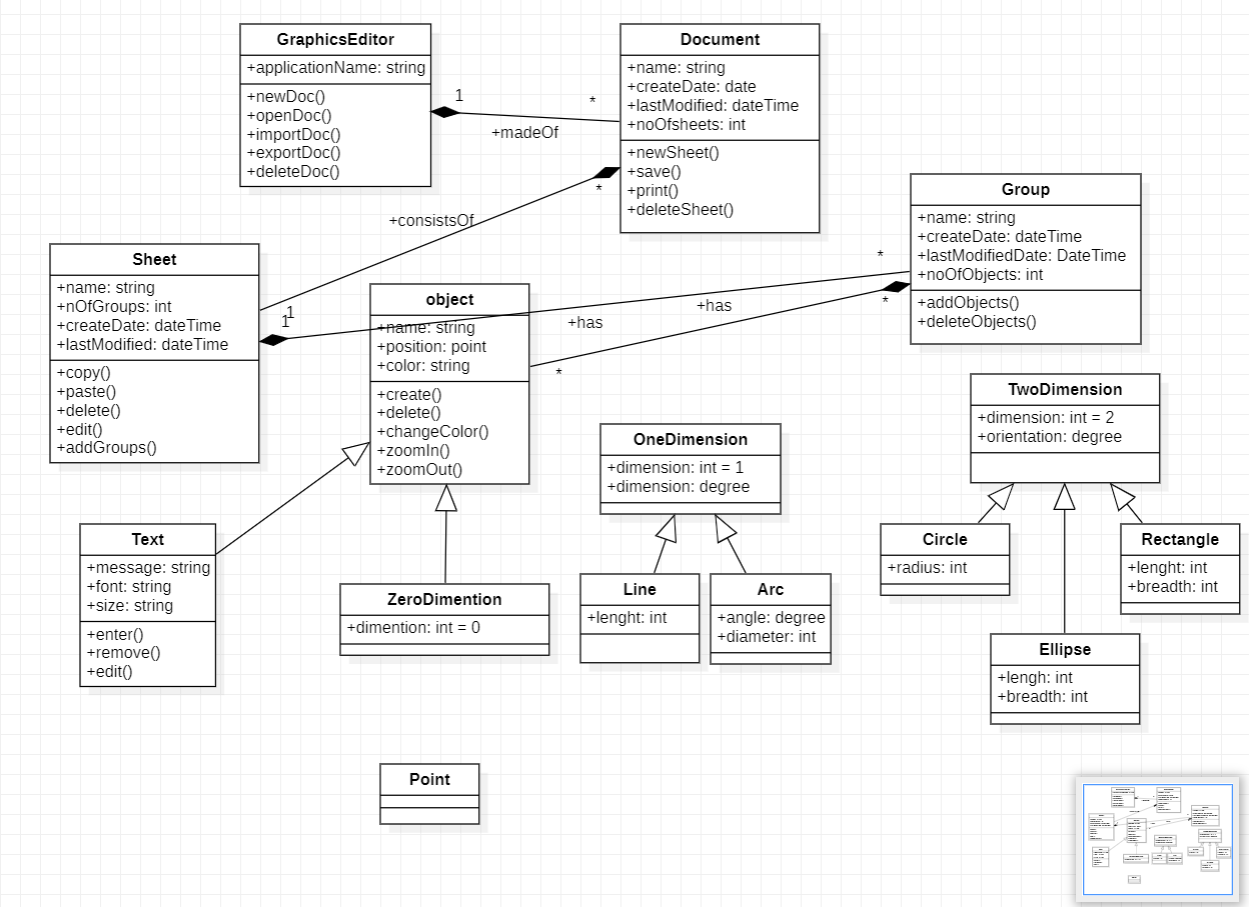 GraphicsEditor
+applicationName: string
+newDoc()
+openDoc()
+importDoc()
+exportDoc()
+deleteDoc()
1
*
+madeOf
Document
+name: string
+createDate: date
+lastModified: dateTime
+noOfsheets: int
+newSheet()
+save()
+print()
+deleteSheet()
*
+consistsOf
1
Group
+name: string
+createDate: dateTime
+lastModifiedDate: DateTime
+noOfObjects: int
+addObjects()
+deleteObjects()
*
*
+has
+has
1
*
Sheet
+name: string
+nOfGroups: int
+createDate: dateTime
+lastModified: dateTime
+copy()
+paste()
+delete()
+edit()
+addGroups()
object
+name: string
+position: point
+color: string
+create()
+delete()
+changeColor()
+zoomIn()
+zoomOut()
TwoDimension
+dimension: int = 2
+orientation: degree
OneDimension
+dimension: int = 1
+dimension: degree
Text
+message: string
+font: string
+size: string
+enter()
+remove()
+edit()
ZeroDimention
+dimention: int = 0
Line
+lenght: int
Arc
+angle: degree
+diameter: int
Circle
+radius: int
Rectangle
+lenght: int
+breadth: int
Ellipse
+lengh: int
+breadth: int
Point